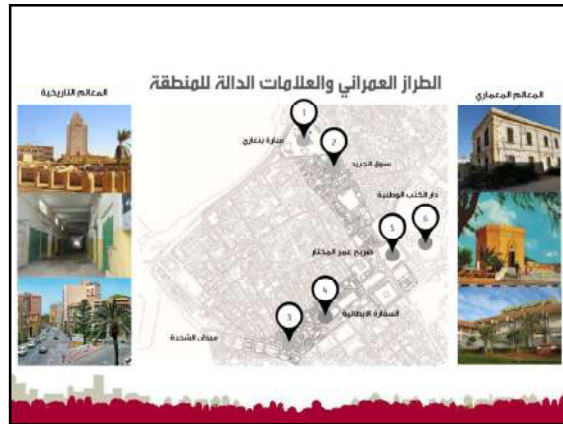 الطراز العمراني والعلامات الدالة للمنطقة
المعالم المعماري
المعالم التاريخية
1
منارة بنغازي
2
سوق الجريد
دار الكتب الوطنية
6
5
ضريح عمر المختار
4
السفارة الايطالية
3
ميدان الشجرة